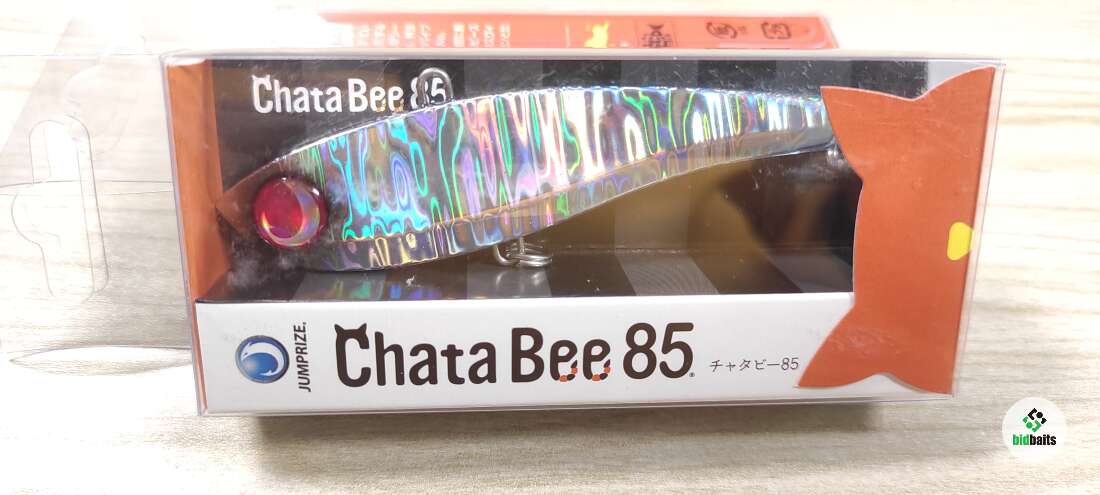 Chata Bee 85
JUMPRIZE
Chata Bee 85
チャタビー85
bidbaits